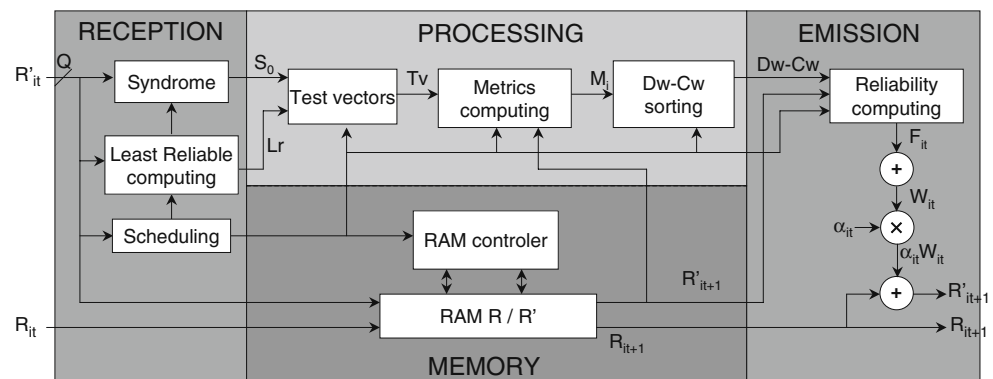 RECEPTION
PROCESSING
EMISSION
R'it
Q
Syndrome
S0
Test vectors
Tv
Metrics
computing
Mi
Dw-Cw
sorting
Dw-Cw
Reliability
computing
Least Reliable
computing
Lr
Fit
+
Wit
Scheduling
RAM controler
αit
×
αitWit
R'it+1
+
R'it+1
Rit
RAM R / R'
Rit+1
Rit+1
MEMORY